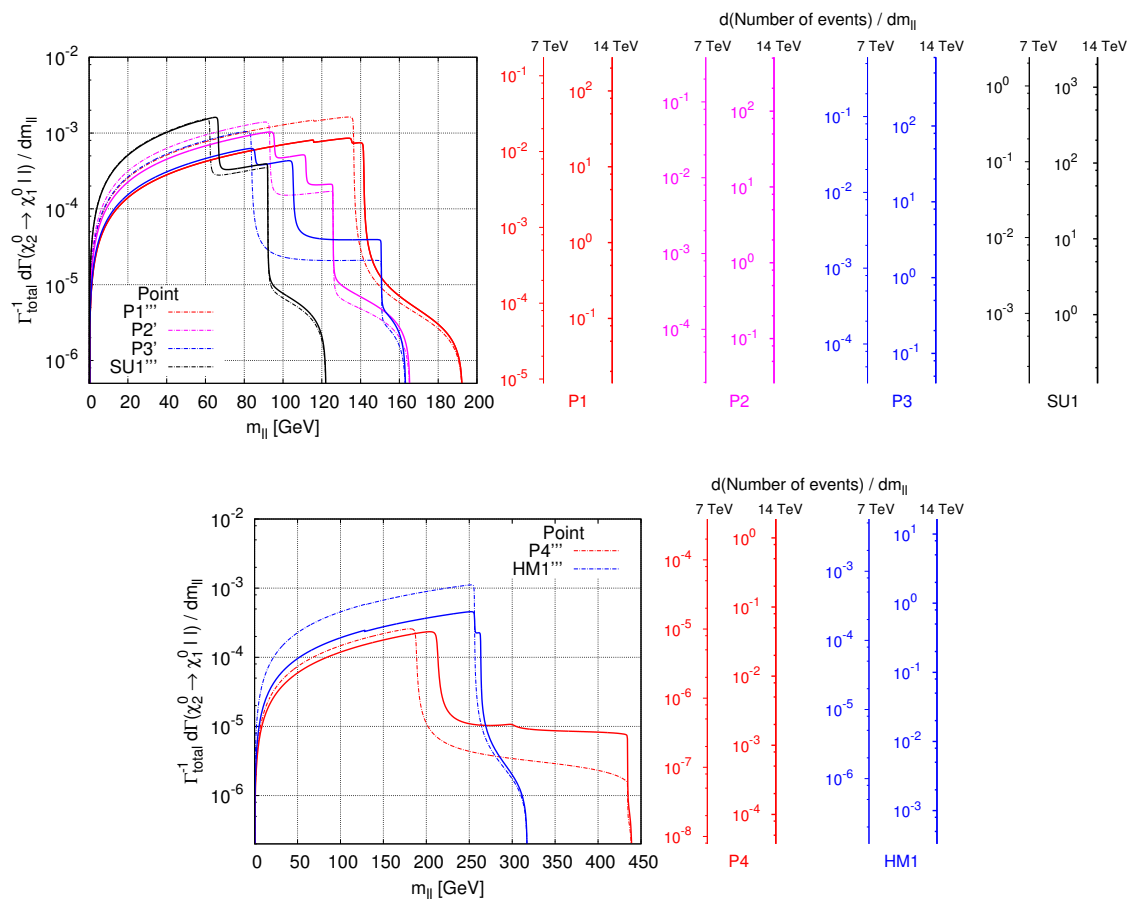 d(Number of events) / dm_ll
7 TeV 14 TeV 7 TeV 14 TeV 7 TeV 14 TeV 7 TeV 14 TeV
Γ^-1_total dΓ(χ^0_2 → χ^0_1 l l) / dm_ll
10^-2
10^-3
10^-4
10^-5
10^-6
Point
P1'''
P2'
P3'
SU1'''
0 20 40 60 80 100 120 140 160 180 200
m_ll [GeV]
10^-1
10^-2
10^-3
10^-4
10^-5
10^2
10^1
10^0
10^-1
P1
10^-1
10^-2
10^-3
10^-4
10^2
10^1
10^0
10^-1
P2
10^-1
10^-2
10^-3
10^-4
10^2
10^1
10^0
10^-1
P3
10^0
10^-1
10^-2
10^-3
10^3
10^2
10^1
10^0
SU1
d(Number of events) / dm_ll
7 TeV 14 TeV 7 TeV 14 TeV
Γ^-1_total dΓ(χ^0_2 → χ^0_1 l l) / dm_ll
10^-2
10^-3
10^-4
10^-5
10^-6
Point
P4'''
HM1'''
0 50 100 150 200 250 300 350 400 450
m_ll [GeV]
10^-4
10^-5
10^-6
10^-7
10^-8
10^0
10^-1
10^-2
10^-3
10^-4
P4
10^-3
10^-4
10^-5
10^-6
10^1
10^0
10^-1
10^-2
10^-3
HM1